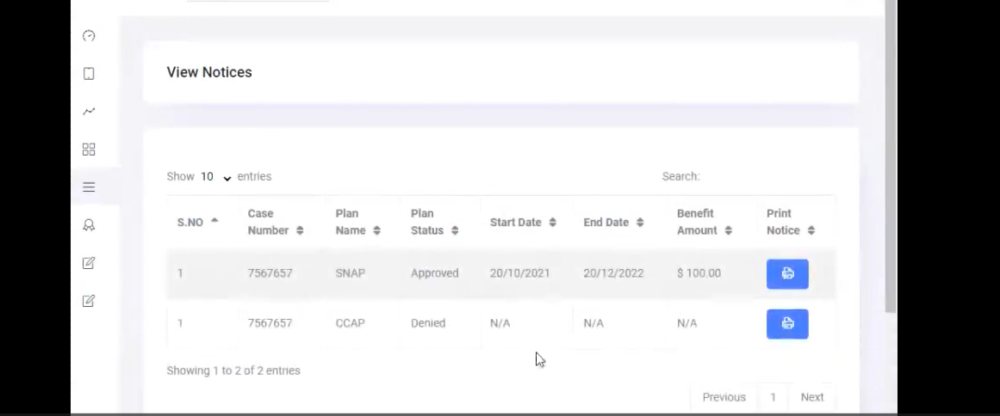 View Notices
Show 10 entries
Search:
S.NO Case Number Plan Name Plan Status Start Date End Date Benefit Amount Print Notice
1 7567657 SNAP Approved 20/10/2021 20/12/2022 $ 100.00
1 7567657 CCAP Denied N/A N/A N/A
Showing 1 to 2 of 2 entries
Previous 1 Next